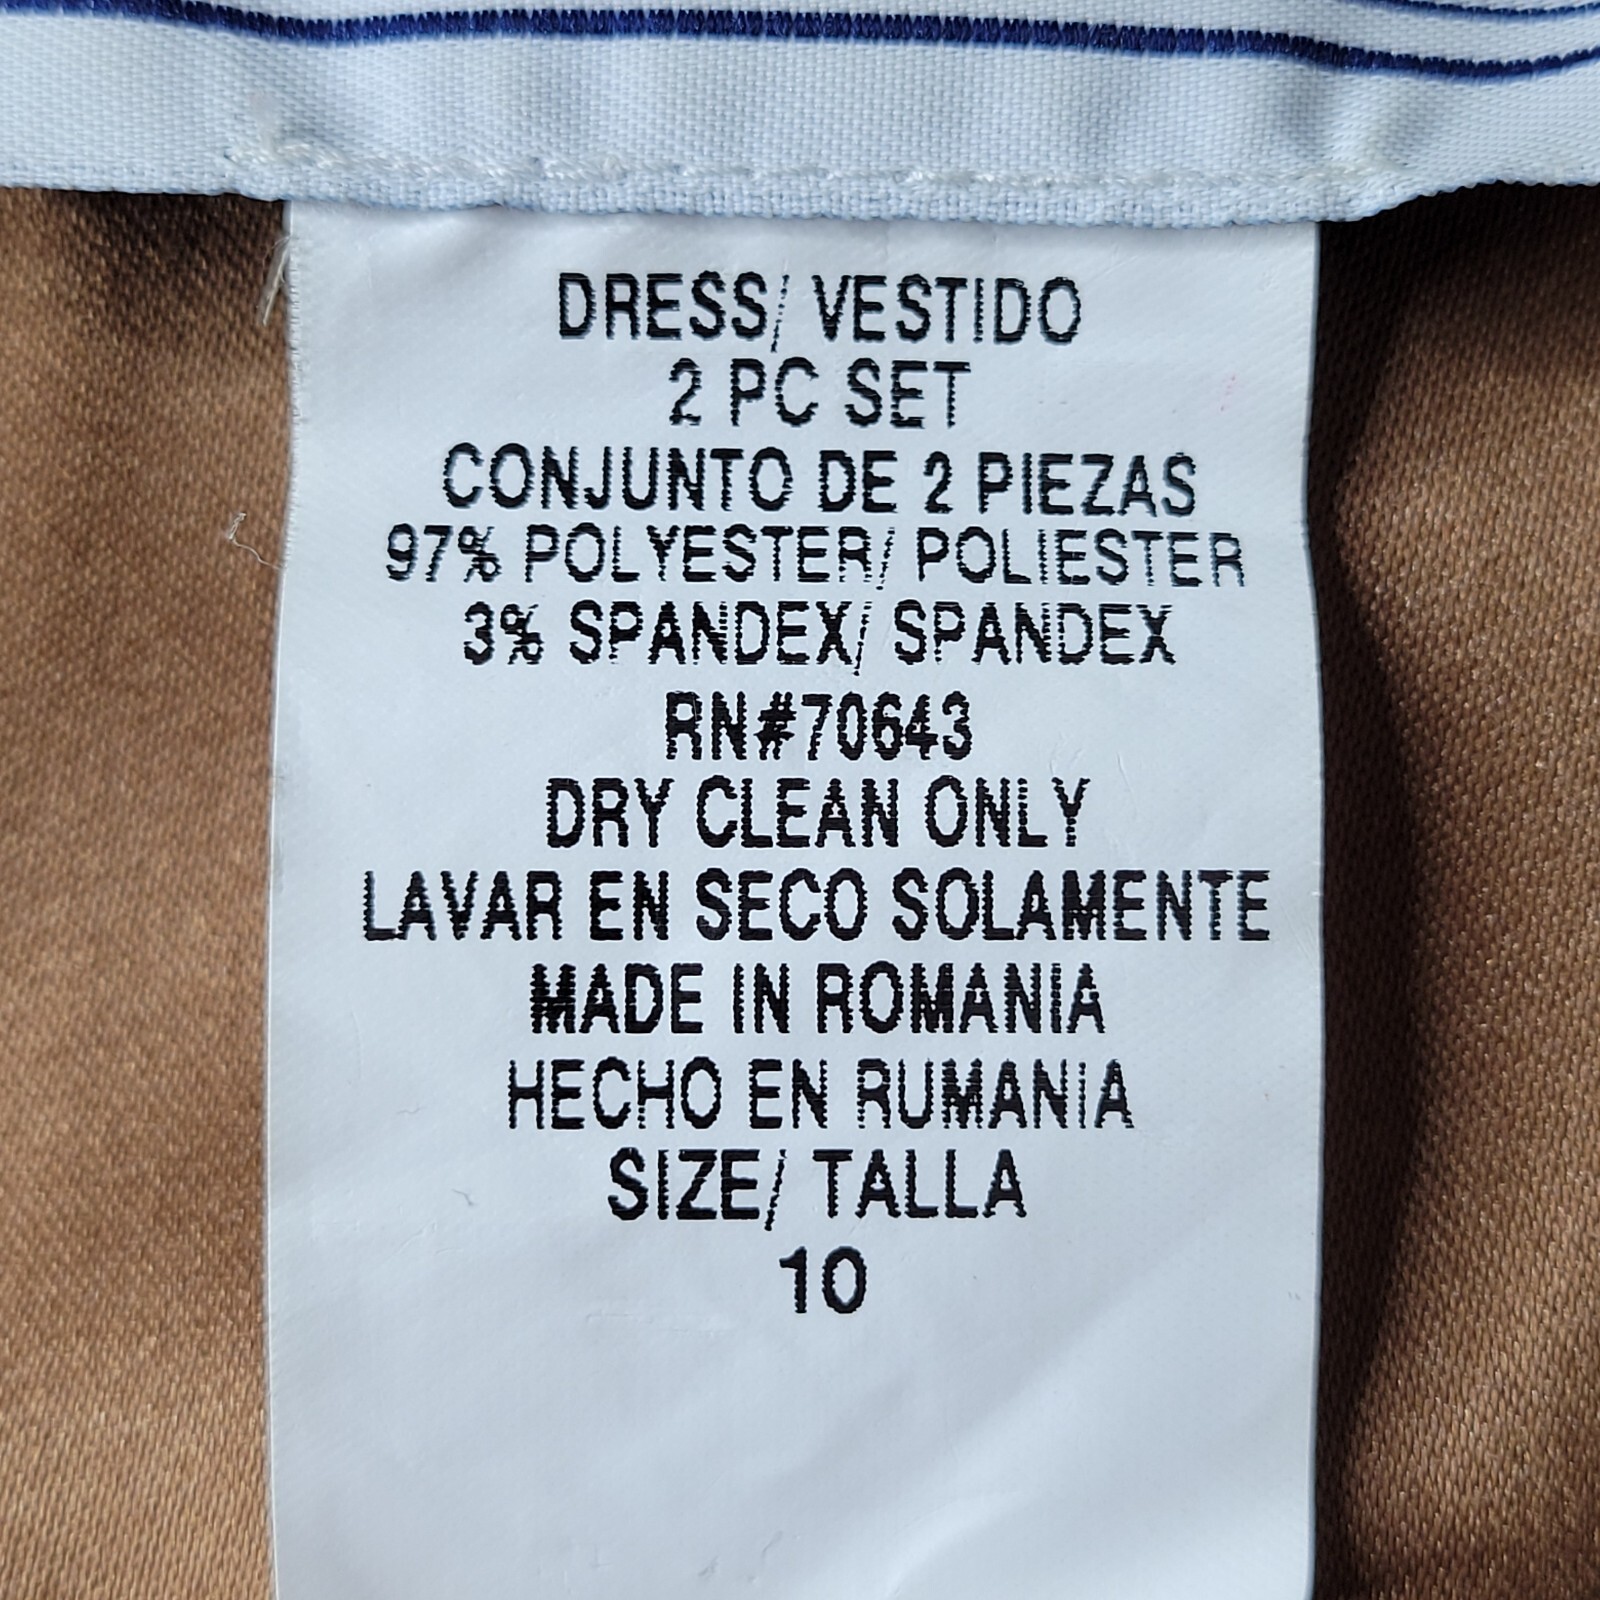 DRESS/ VESTIDO
2 PC SET
CONJUNTO DE 2 PIEZAS
97% POLYESTER/ POLIESTER
3% SPANDEX/ SPANDEX
RN#70643
DRY CLEAN ONLY
LAVAR EN SECO SOLAMENTE
MADE IN ROMANIA
HECHO EN RUMANIA
SIZE/ TALLA
10